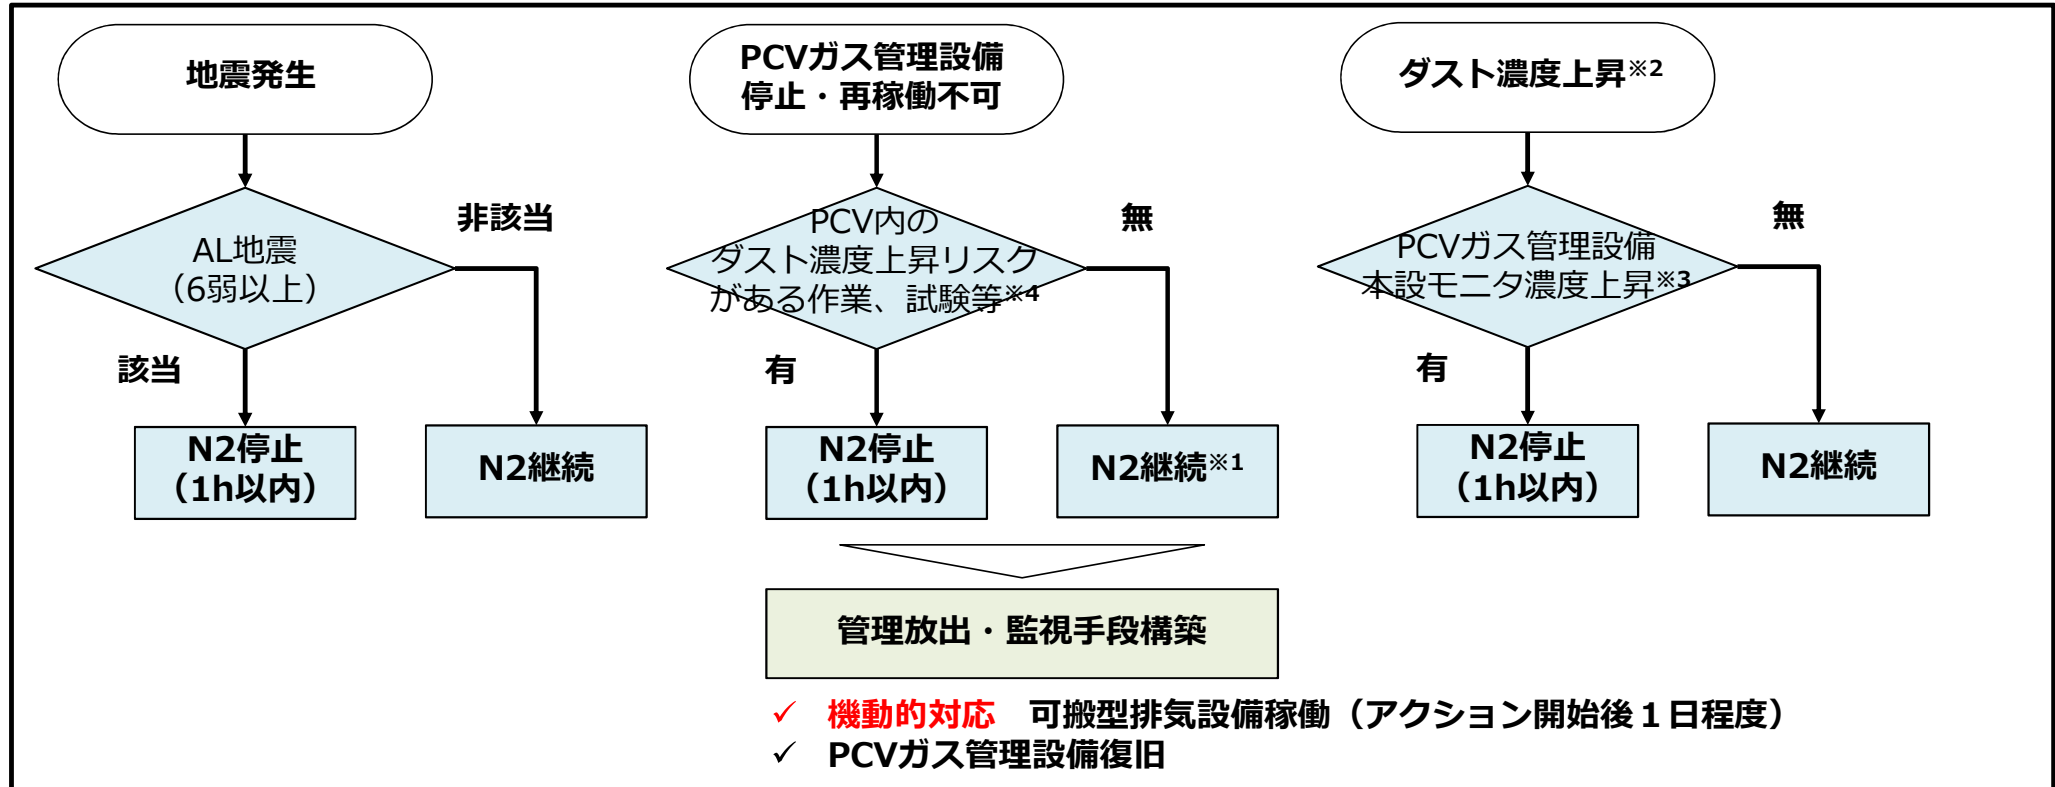 地震発生
AL地震
（6弱以上）
非該当
該当
N2停止
（1h以内）
N2継続
PCVガス管理設備
停止・再稼働不可
PCV内の
ダスト濃度上昇リスク
がある作業、試験等※4
無
有
N2停止
（1h以内）
N2継続※1
ダスト濃度上昇※2
PCVガス管理設備
本設モニタ濃度上昇※3
無
有
N2停止
（1h以内）
N2継続
管理放出・監視手段構築
✓ 機動的対応　可搬型排気設備稼働（アクション開始後１日程度）
✓ PCVガス管理設備復旧